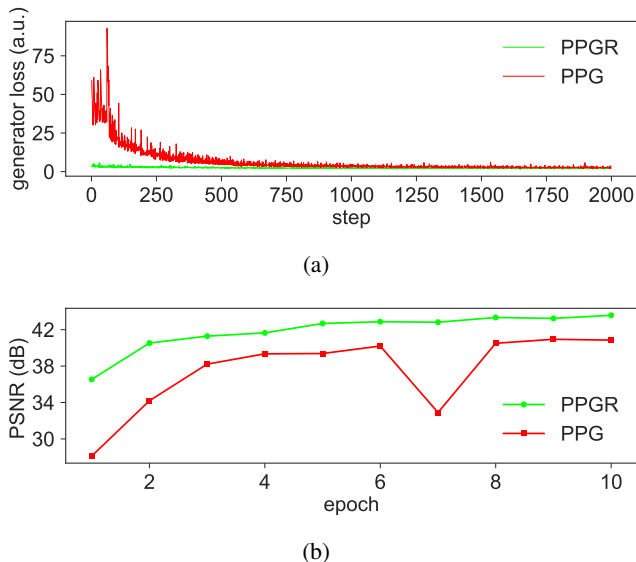 generator loss (a.u.)
75
50
25
0
PPGR
PPG
0 250 500 750 1000 1250 1500 1750 2000
step
(a)
PSNR (dB)
42
38
34
30
PPGR
PPG
2 4 6 8 10
epoch
(b)